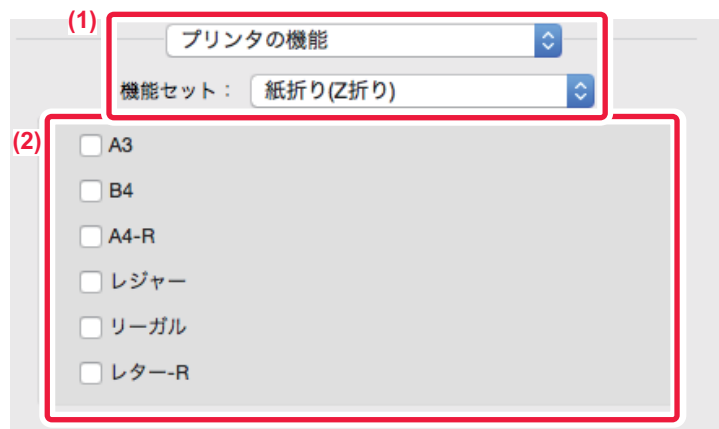 (1)
プリンタの機能
機能セット： 紙折り(Z折り)
(2)
A3
B4
A4-R
レジャー
リーガル
レター-R